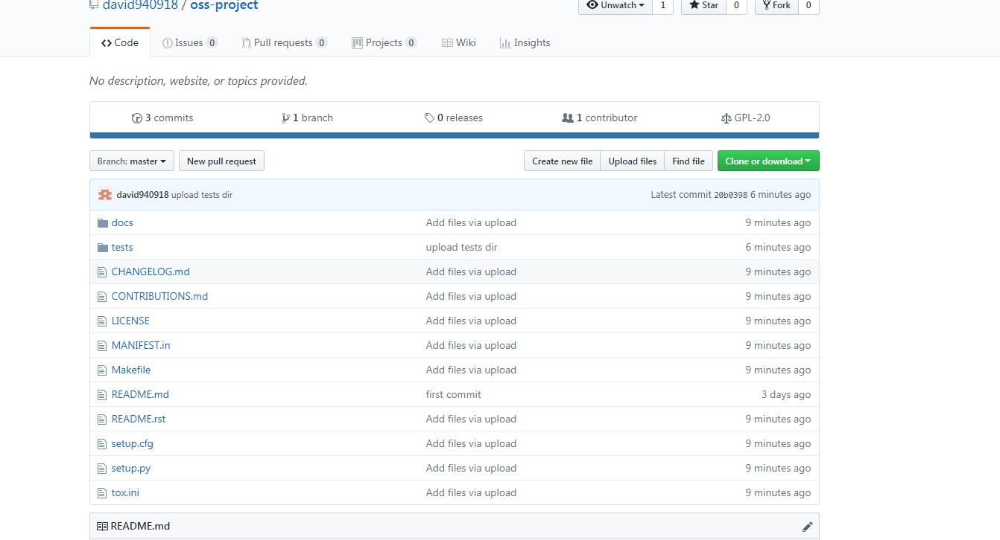 david940918 / oss-project Unwatch 1 Star 0 Fork 0
Code Issues 0 Pull requests 0 Projects 0 Wiki Insights
No description, website, or topics provided.
3 commits 1 branch 0 releases 1 contributor GPL-2.0
Branch: master New pull request Create new file Upload files Find file Clone or download
david940918 upload tests dir Latest commit 20b0398 6 minutes ago
docs Add files via upload 9 minutes ago
tests upload tests dir 6 minutes ago
CHANGELOG.md Add files via upload 9 minutes ago
CONTRIBUTIONS.md Add files via upload 9 minutes ago
LICENSE Add files via upload 9 minutes ago
MANIFEST.in Add files via upload 9 minutes ago
Makefile Add files via upload 9 minutes ago
README.md first commit 3 days ago
README.rst Add files via upload 9 minutes ago
setup.cfg Add files via upload 9 minutes ago
setup.py Add files via upload 9 minutes ago
tox.ini Add files via upload 9 minutes ago
README.md